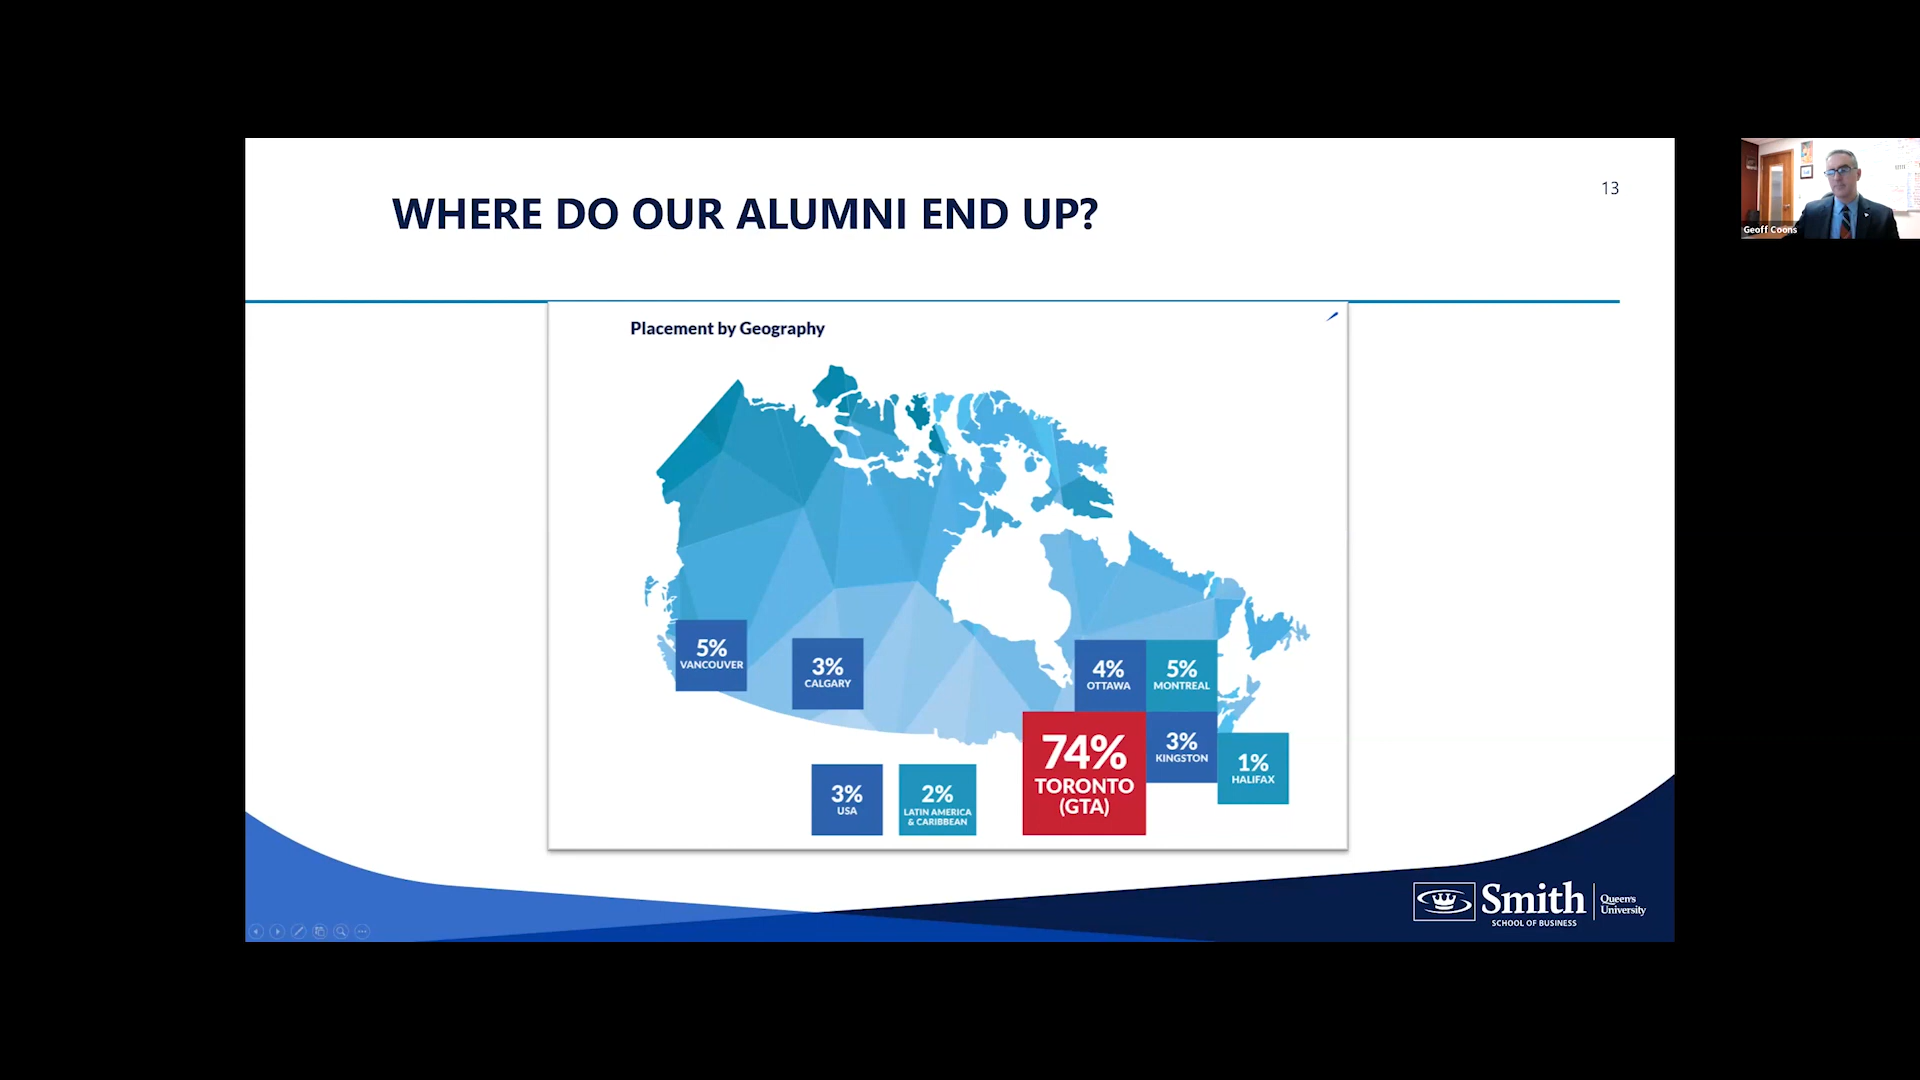 WHERE DO OUR ALUMNI END UP?
13
Geoff Coons
Placement by Geography
5%
VANCOUVER
3%
CALGARY
4%
OTTAWA
5%
MONTREAL
74%
TORONTO
(GTA)
3%
KINGSTON
1%
HALIFAX
3%
USA
2%
LATIN AMERICA
& CARIBBEAN
Smith
SCHOOL OF BUSINESS
Queen's
University